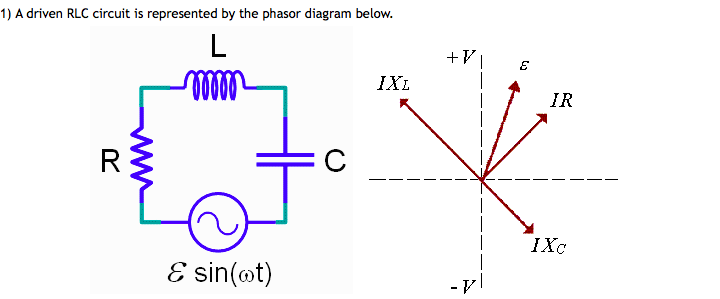 1) A driven RLC circuit is represented by the phasor diagram below.
L
R
C
ℰ sin(ωt)
+V
ε
IXL
IR
IXC
-V